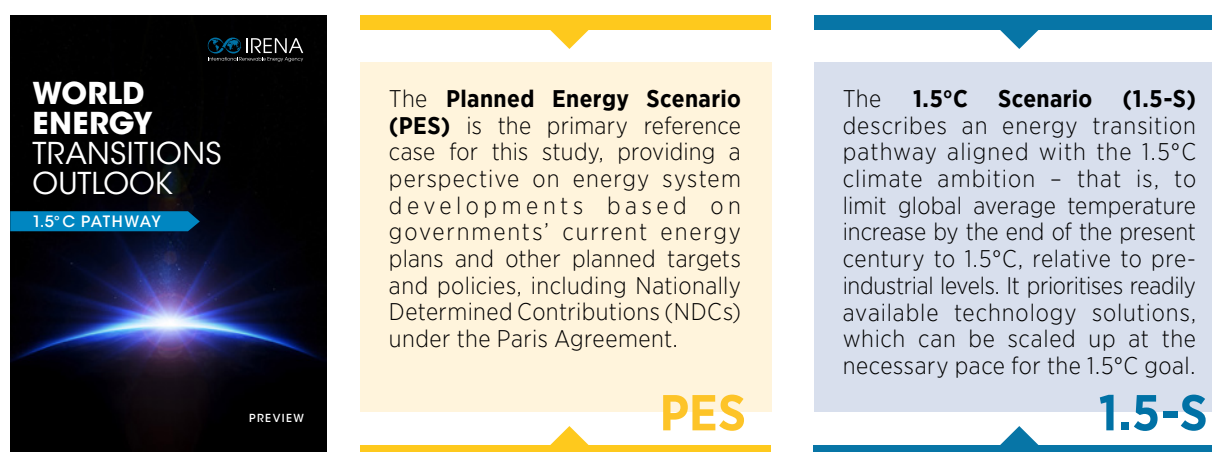 IRENA
International Renewable Energy Agency
WORLD
ENERGY
TRANSITIONS
OUTLOOK
1.5°C PATHWAY
PREVIEW
The Planned Energy Scenario
(PES) is the primary reference
case for this study, providing a
perspective on energy system
developments based on
governments’ current energy
plans and other planned targets
and policies, including Nationally
Determined Contributions (NDCs)
under the Paris Agreement.
PES
The 1.5°C Scenario (1.5-S)
describes an energy transition
pathway aligned with the 1.5°C
climate ambition – that is, to
limit global average temperature
increase by the end of the present
century to 1.5°C, relative to pre-
industrial levels. It prioritises readily
available technology solutions,
which can be scaled up at the
necessary pace for the 1.5°C goal.
1.5-S